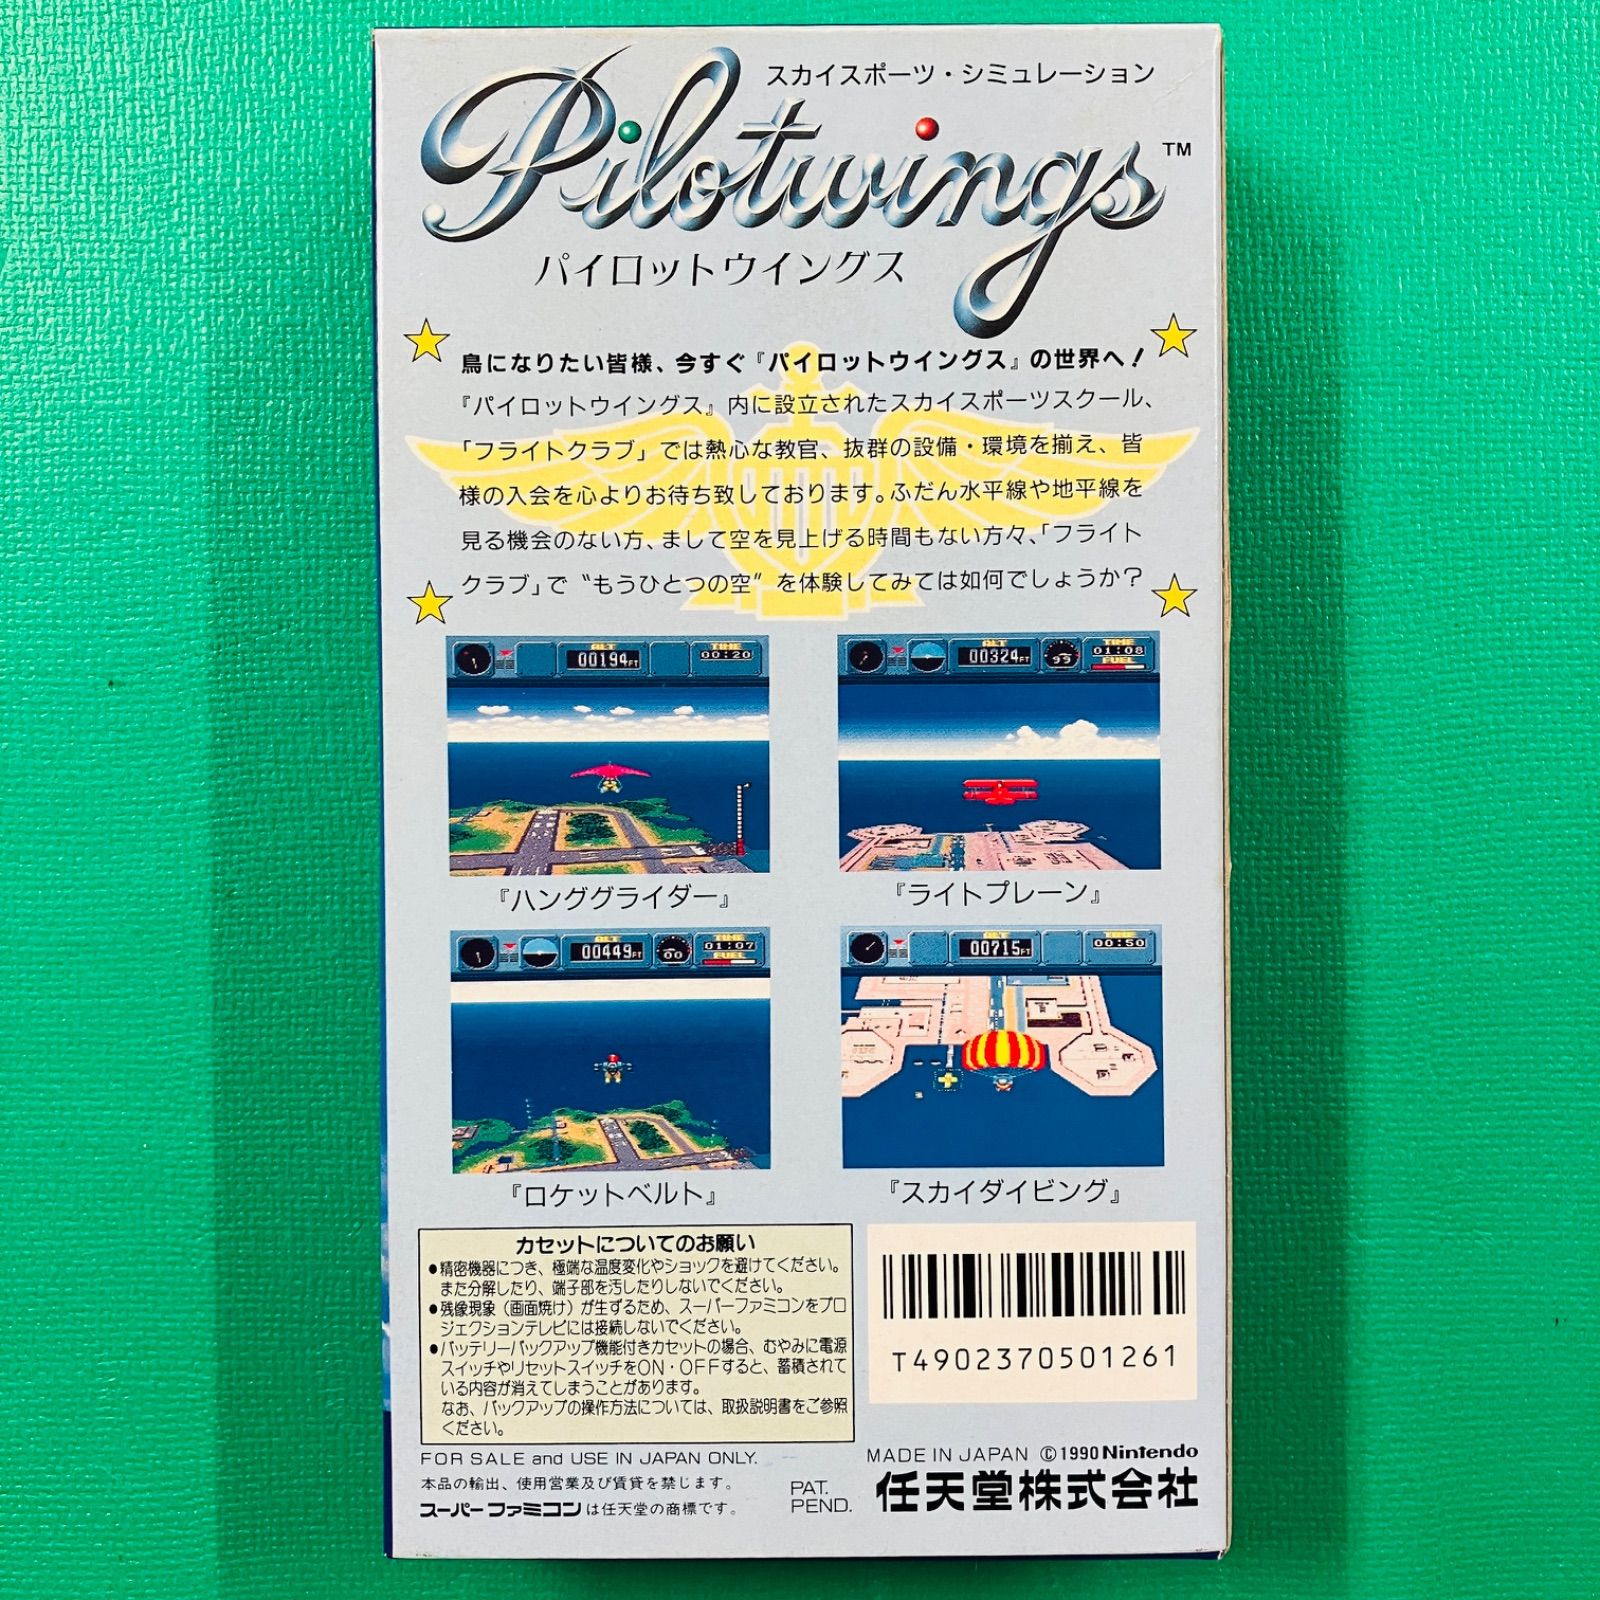 スカイスポーツ・シミュレーション
Pilotwings™
パイロットウイングス
鳥になりたい皆様、今すぐ『パイロットウイングス』の世界へ!
『パイロットウイングス』内に設立されたスカイスポーツスクール、
「フライトクラブ」では熱心な教官、抜群の設備・環境を揃え、皆
様の入会を心よりお待ち致しております。ふだん水平線や地平線を
見る機会のない方、まして空を見上げる時間もない方々、「フライト
クラブ」で〝もうひとつの空〟を体験してみては如何でしょうか?
ALT
00194FT
TIME
00:20
ALT
00324FT
99
TIME
01:08
FUEL
『ハンググライダー』
『ライトプレーン』
ALT
00449FT
00
TIME
01:07
FUEL
ALT
00715FT
TIME
00:50
『ロケットベルト』
『スカイダイビング』
カセットについてのお願い
●精密機器につき、極端な温度変化やショックを避けてください。
また分解したり、端子部を汚したりしないでください。
●残像現象(画面焼け)が生ずるため、スーパーファミコンをプロ
ジェクションテレビには接続しないでください。
●バッテリーバックアップ機能付きカセットの場合、むやみに電源
スイッチやリセットスイッチをON・OFFすると、蓄積されて
いる内容が消えてしまうことがあります。
なお、バックアップの操作方法については、取扱説明書をご参照
ください。
T4902370501261
FOR SALE and USE IN JAPAN ONLY.
本品の輸出、使用営業及び賃貸を禁じます。
スーパーファミコンは任天堂の商標です。
PAT.
PEND.
MADE IN JAPAN ©1990 Nintendo
任天堂株式会社